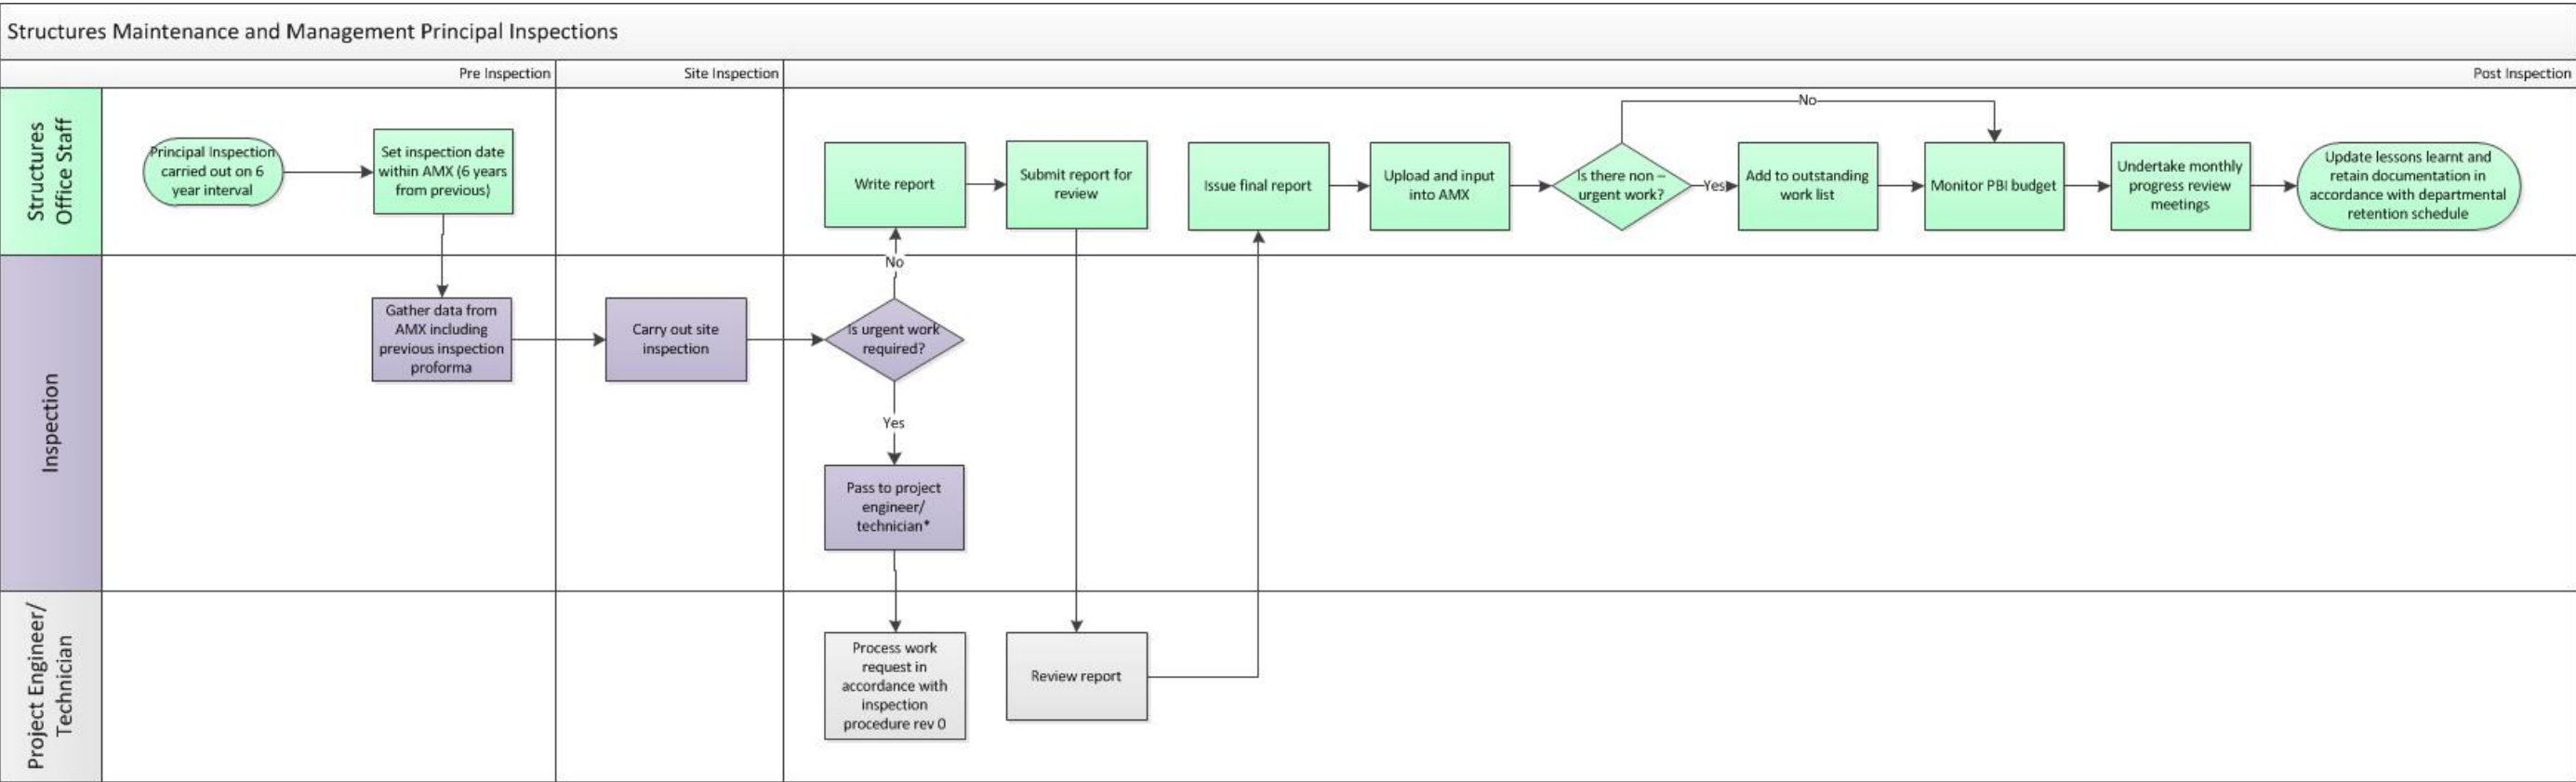 Structures Maintenance and Management Principal Inspections
Pre Inspection
Site Inspection
Post Inspection
Structures
Office Staff
Principal Inspection
carried out on 6
year interval
Set inspection date
within AMX (6 years
from previous)
Write report
Submit report for
review
Issue final report
Upload and input
into AMX
Is there non –
urgent work?
No
Yes
Add to outstanding
work list
Monitor PBI budget
Undertake monthly
progress review
meetings
Update lessons learnt and
retain documentation in
accordance with departmental
retention schedule
Inspection
Gather data from
AMX including
previous inspection
proforma
Carry out site
inspection
No
Is urgent work
required?
Yes
Pass to project
engineer/
technician*
Project Engineer/
Technician
Process work
request in
accordance with
inspection
procedure rev 0
Review report